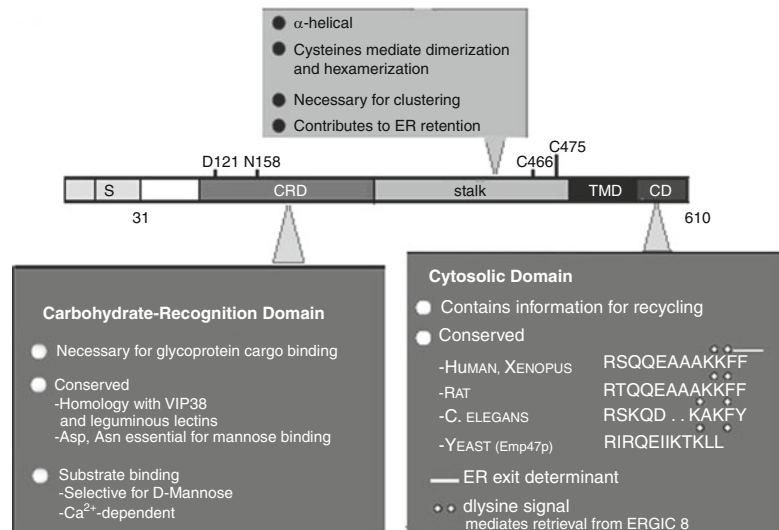 α-helical
Cysteines mediate dimerization
and hexamerization
Necessary for clustering
Contributes to ER retention
D121 N158
C466
C475
S
CRD
stalk
TMD
CD
31
610
Carbohydrate-Recognition Domain
Necessary for glycoprotein cargo binding
Conserved
-Homology with VIP38
and leguminous lectins
-Asp, Asn essential for mannose binding
Substrate binding
-Selective for D-Mannose
-Ca²⁺-dependent
Cytosolic Domain
Contains information for recycling
Conserved
-HUMAN, XENOPUS RSQQEAAAKKFF
-RAT RTQQEAAAKKFF
-C. ELEGANS RSKQD . . KAKFY
-YEAST (Emp47p) RIRQEIIKTKLL
ER exit determinant
dlysine signal
mediates retrieval from ERGIC 8